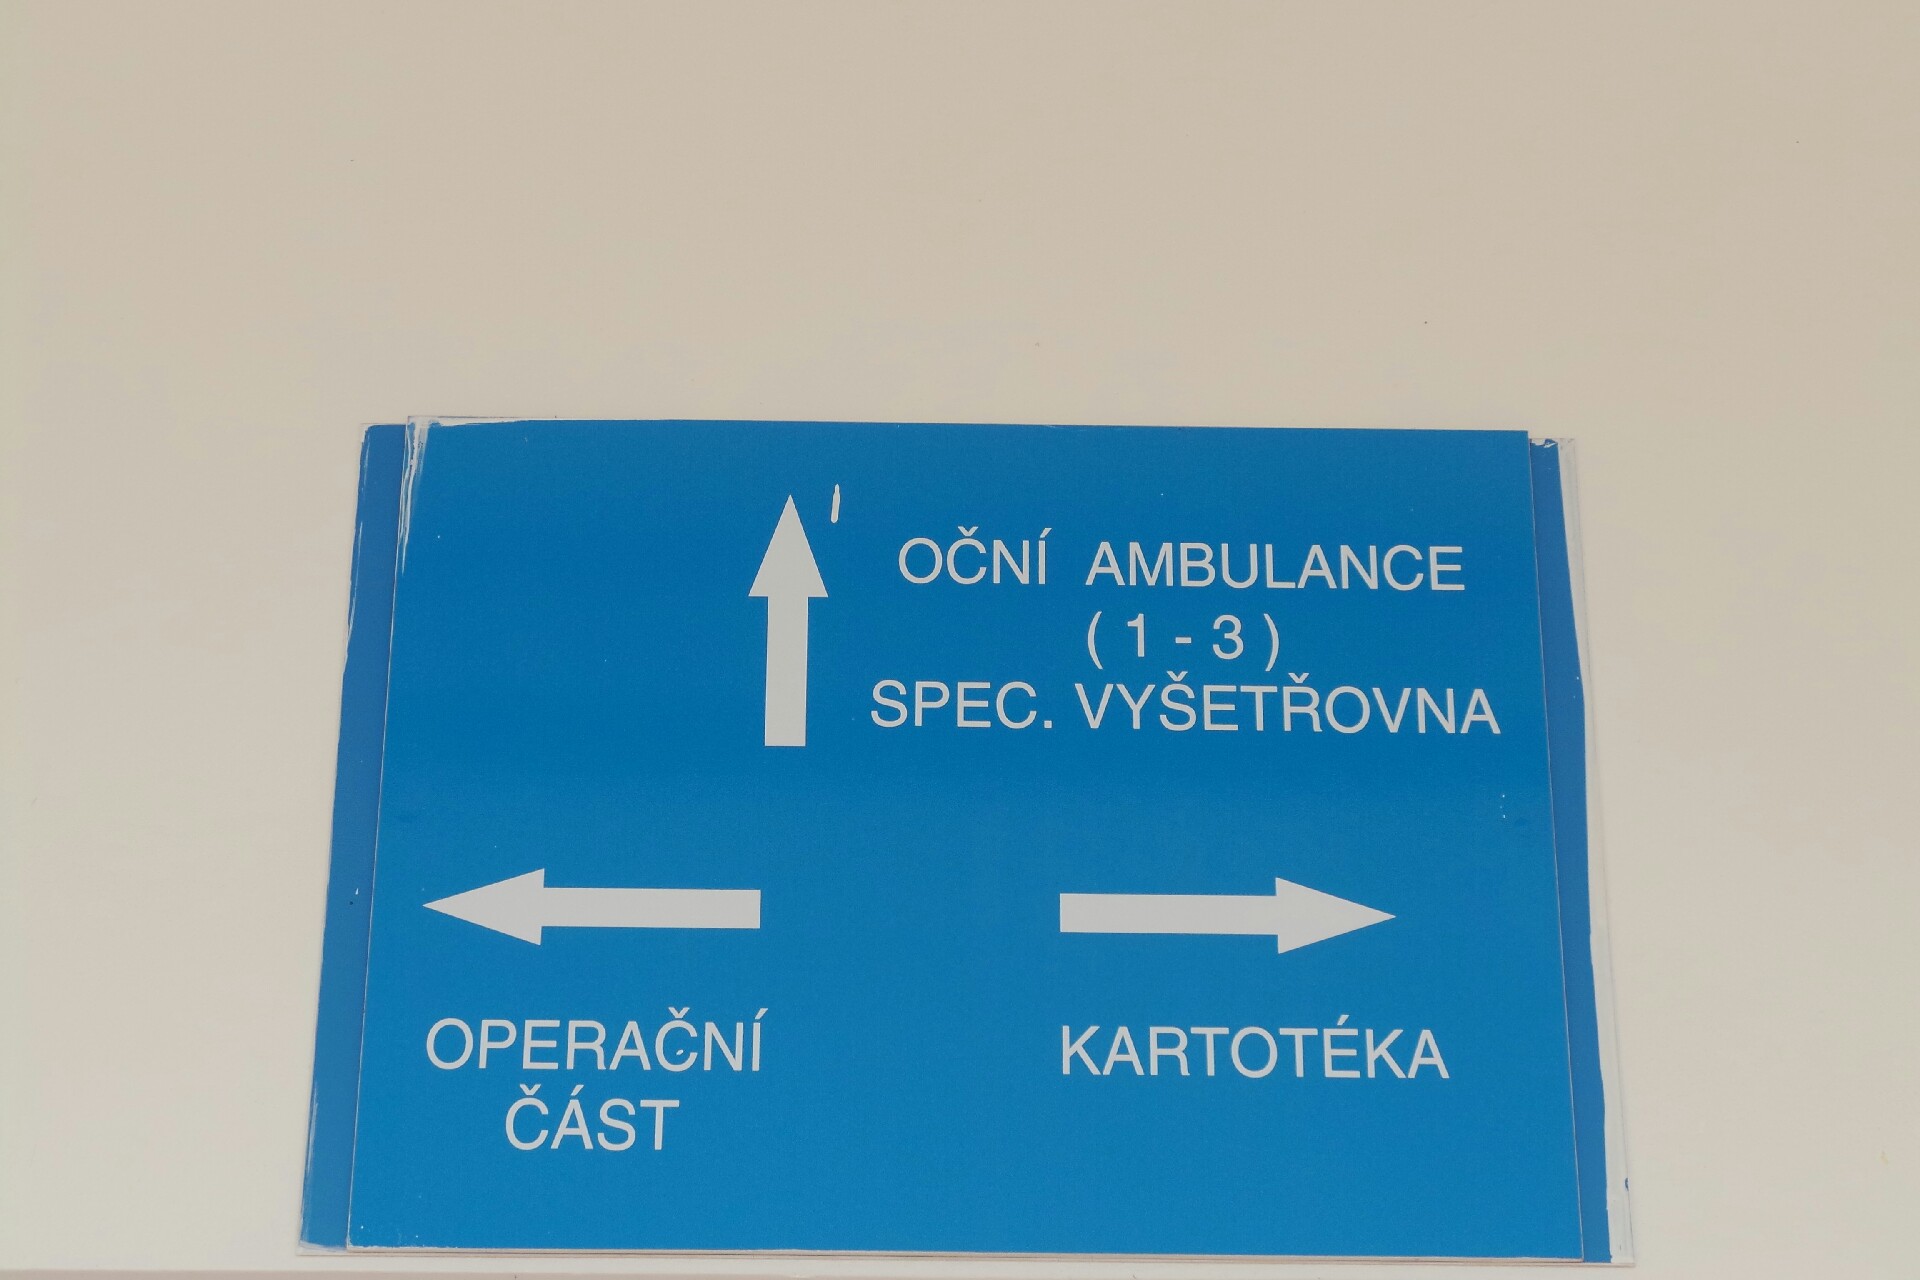 OČNÍ AMBULANCE
( 1 - 3 )
SPEC. VYŠETŘOVNA
OPERAČNÍ
ČÁST
KARTOTÉKA